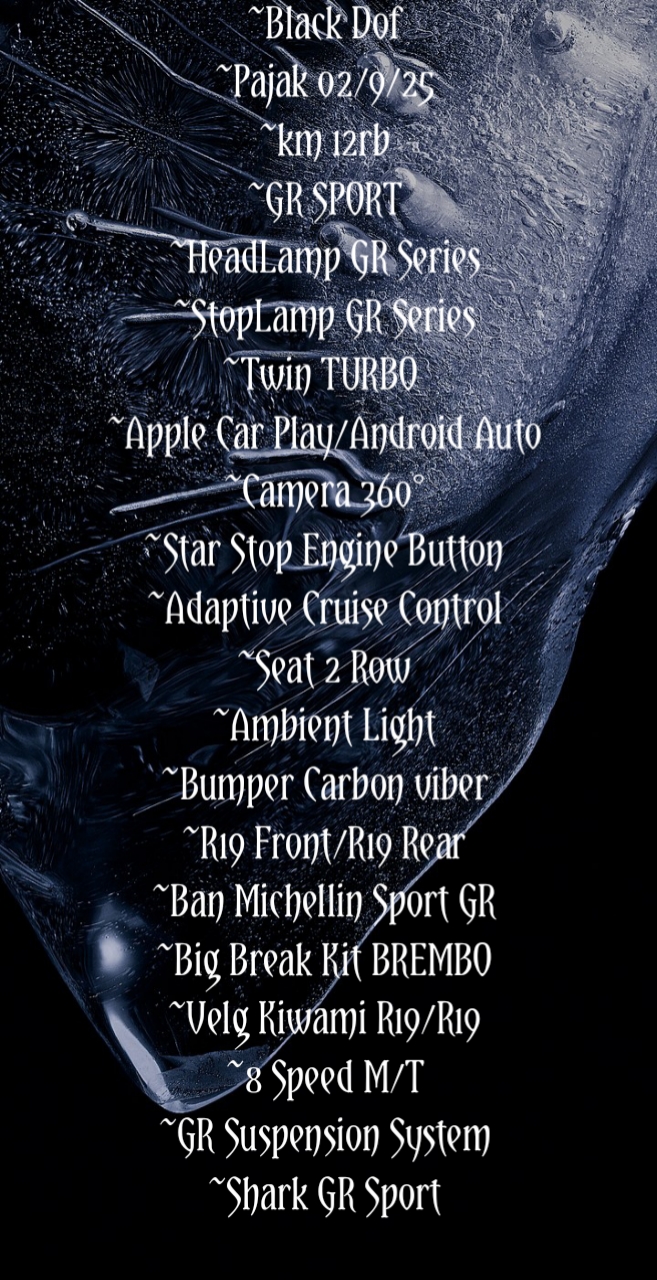 ~Black Dof
~Pajak 02/9/25
~km 12rb
~GR SPORT
~HeadLamp GR Series
~StopLamp GR Series
~Twin TURBO
~Apple Car Play/Android Auto
~Camera 360°
~Star Stop Engine Button
~Adaptive Cruise Control
~Seat 2 Row
~Ambient Light
~Bumper Carbon viber
~R19 Front/R19 Rear
~Ban Michellin Sport GR
~Big Break Kit BREMBO
~Velg Kiwami R19/R19
~8 Speed M/T
~GR Suspension System
~Shark GR Sport